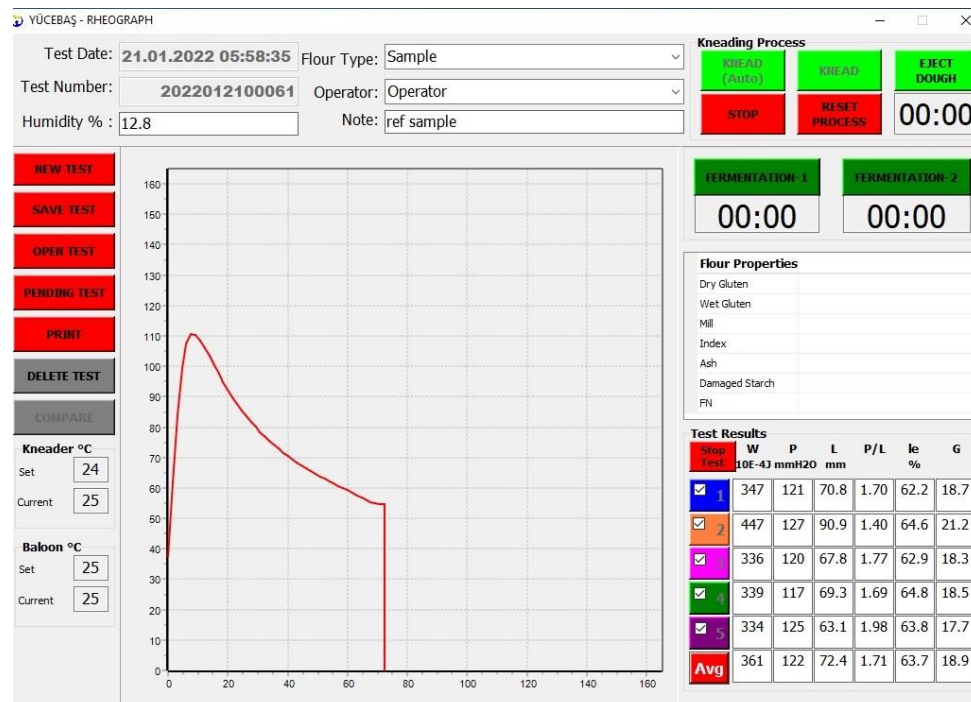 YÜCEBAŞ - RHEOGRAPH
Test Date: 21.01.2022 05:58:35 Flour Type: Sample
Test Number: 2022012100061 Operator: Operator
Humidity % : 12.8 Note: ref sample
Kneading Process
KNEAD (Auto) KNEAD EJECT DOUGH
STOP RESET PROCESS 00:00
NEW TEST
SAVE TEST
OPEN TEST
PENDING TEST
PRINT
DELETE TEST
COMPARE
Kneader °C
Set 24
Current 25
Baloon °C
Set 25
Current 25
160
150
140
130
120
110
100
90
80
70
60
50
40
30
20
10
0
0 20 40 60 80 100 120 140 160
FERMENTATION-1 FERMENTATION-2
00:00 00:00
Flour Properties
Dry Gluten
Wet Gluten
Mill
Index
Ash
Damaged Starch
FN
Test Results
Stop Test W P L P/L Ie G
10E-4J mmH2O mm %
1 347 121 70.8 1.70 62.2 18.7
2 447 127 90.9 1.40 64.6 21.2
3 336 120 67.8 1.77 62.9 18.3
4 339 117 69.3 1.69 64.8 18.5
5 334 125 63.1 1.98 63.8 17.7
Avg 361 122 72.4 1.71 63.7 18.9